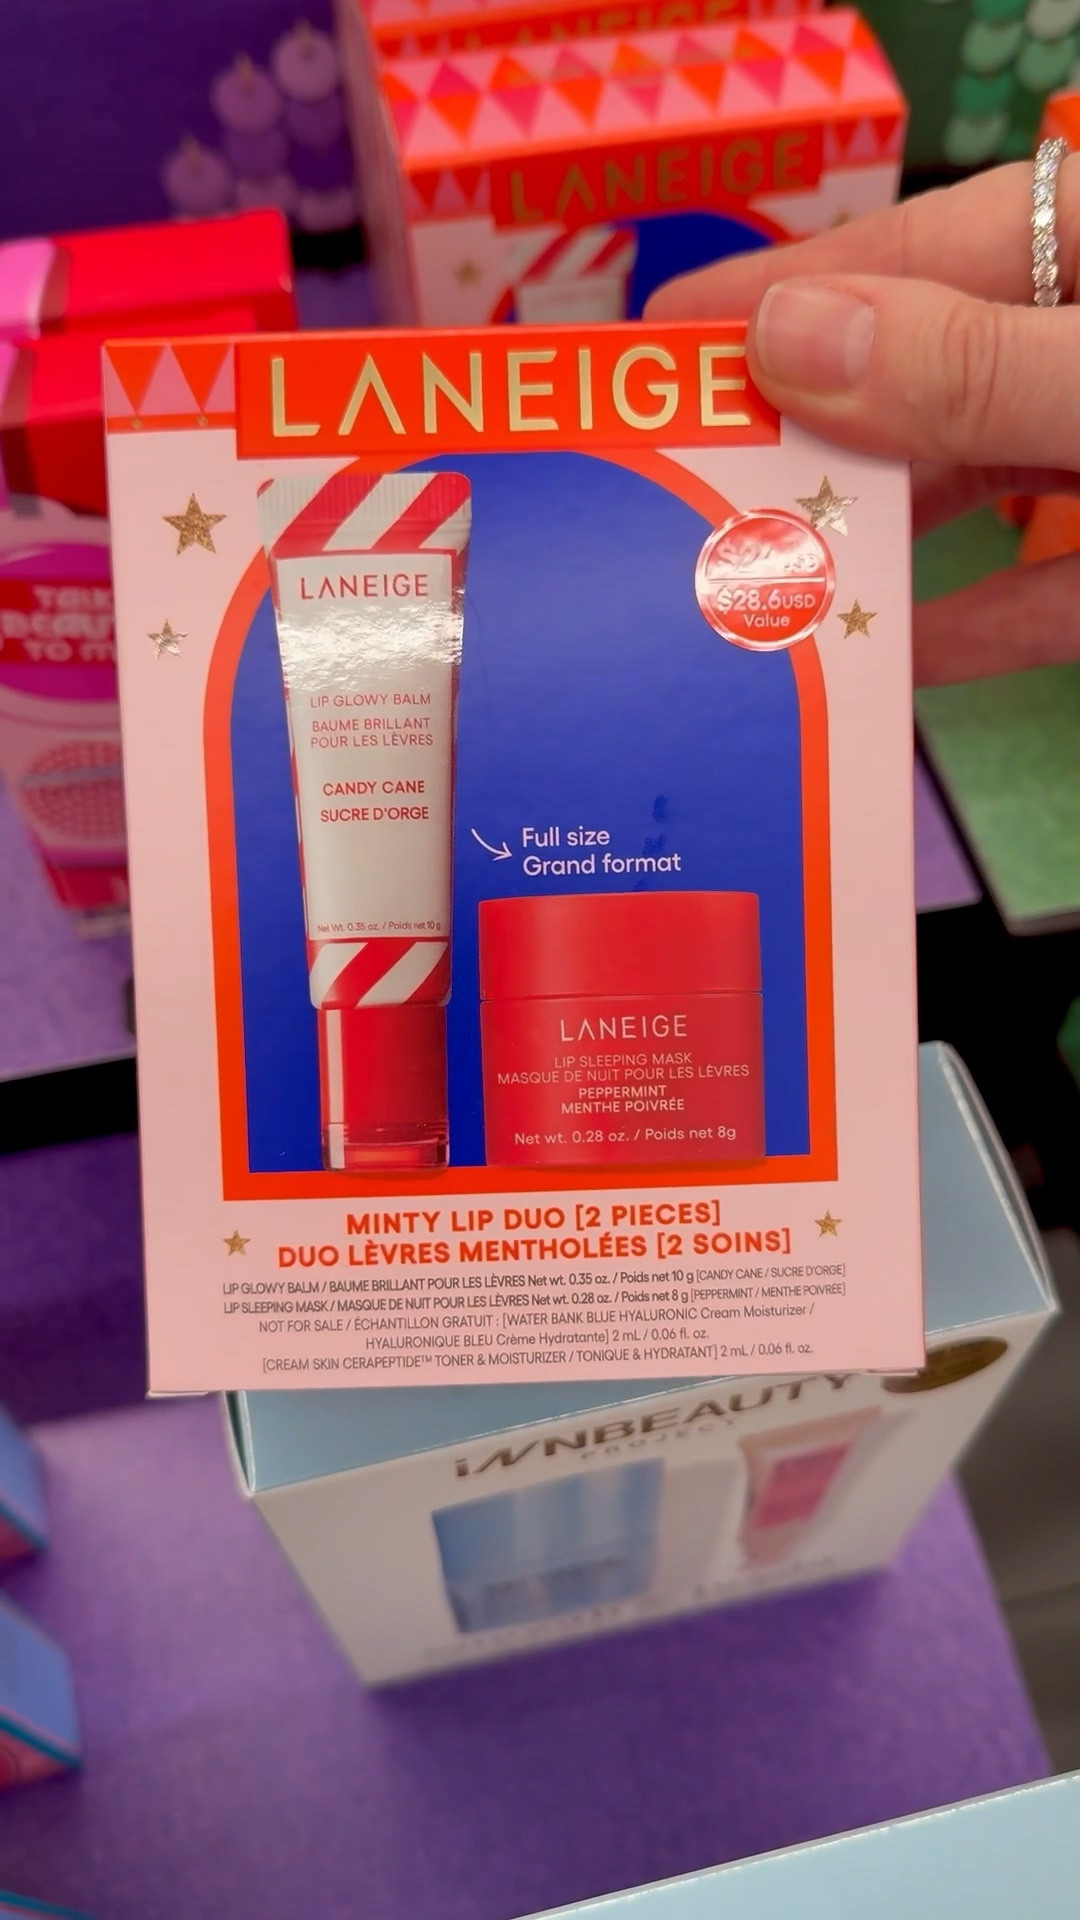 LANEIGE
LANEIGE
$28.6USD
Value
LANEIGE
LIP GLOWY BALM
BAUME BRILLANT
POUR LES LÈVRES
CANDY CANE
SUCRE D'ORGE
Net Wt. 0.35 oz. / Poids net 10 g
Full size
Grand format
LANEIGE
LIP SLEEPING MASK
MASQUE DE NUIT POUR LES LÈVRES
PEPPERMINT
MENTHE POIVRÉE
Net wt. 0.28 oz. / Poids net 8g
MINTY LIP DUO [2 PIECES]
DUO LÈVRES MENTHOLÉES [2 SOINS]
LIP GLOWY BALM / BAUME BRILLANT POUR LES LÈVRES Net wt. 0.35 oz. / Poids net 10 g [CANDY CANE / SUCRE D'ORGE]
LIP SLEEPING MASK / MASQUE DE NUIT POUR LES LÈVRES Net wt. 0.28 oz. / Poids net 8 g [PEPPERMINT / MENTHE POIVRÉE]
NOT FOR SALE / ÉCHANTILLON GRATUIT : [WATER BANK BLUE HYALURONIC Cream Moisturizer /
HYALURONIQUE BLEU Crème Hydratante] 2 mL / 0.06 fl. oz.
[CREAM SKIN CERAPEPTIDE™ TONER & MOISTURIZER / TONIQUE & HYDRATANT] 2 mL / 0.06 fl. oz.
iNNBEAUTY
PROJECT